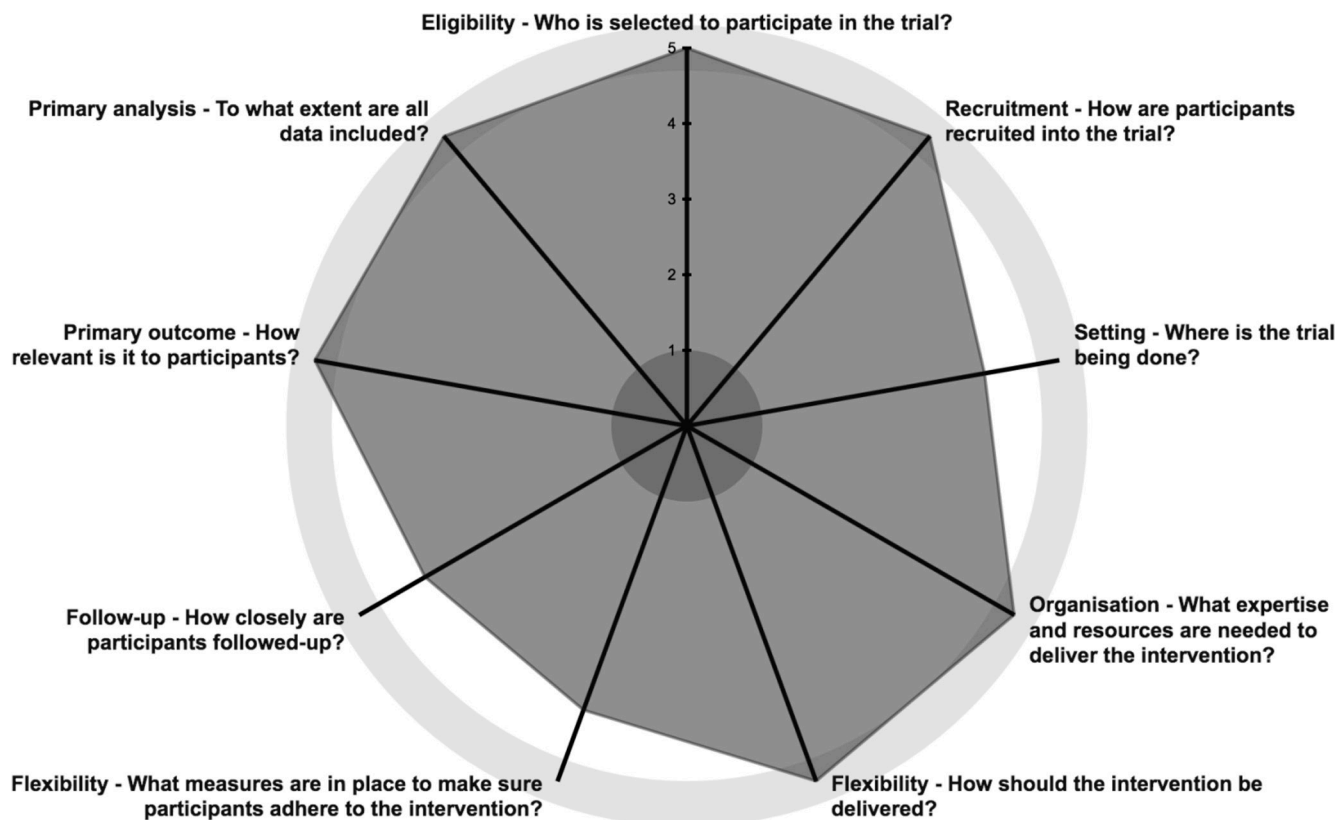 Eligibility - Who is selected to participate in the trial?
5
4
3
2
1
Recruitment - How are participants
recruited into the trial?
Setting - Where is the trial
being done?
Organisation - What expertise
and resources are needed to
deliver the intervention?
Flexibility - How should the intervention be
delivered?
Flexibility - What measures are in place to make sure
participants adhere to the intervention?
Follow-up - How closely are
participants followed-up?
Primary outcome - How
relevant is it to participants?
Primary analysis - To what extent are all
data included?